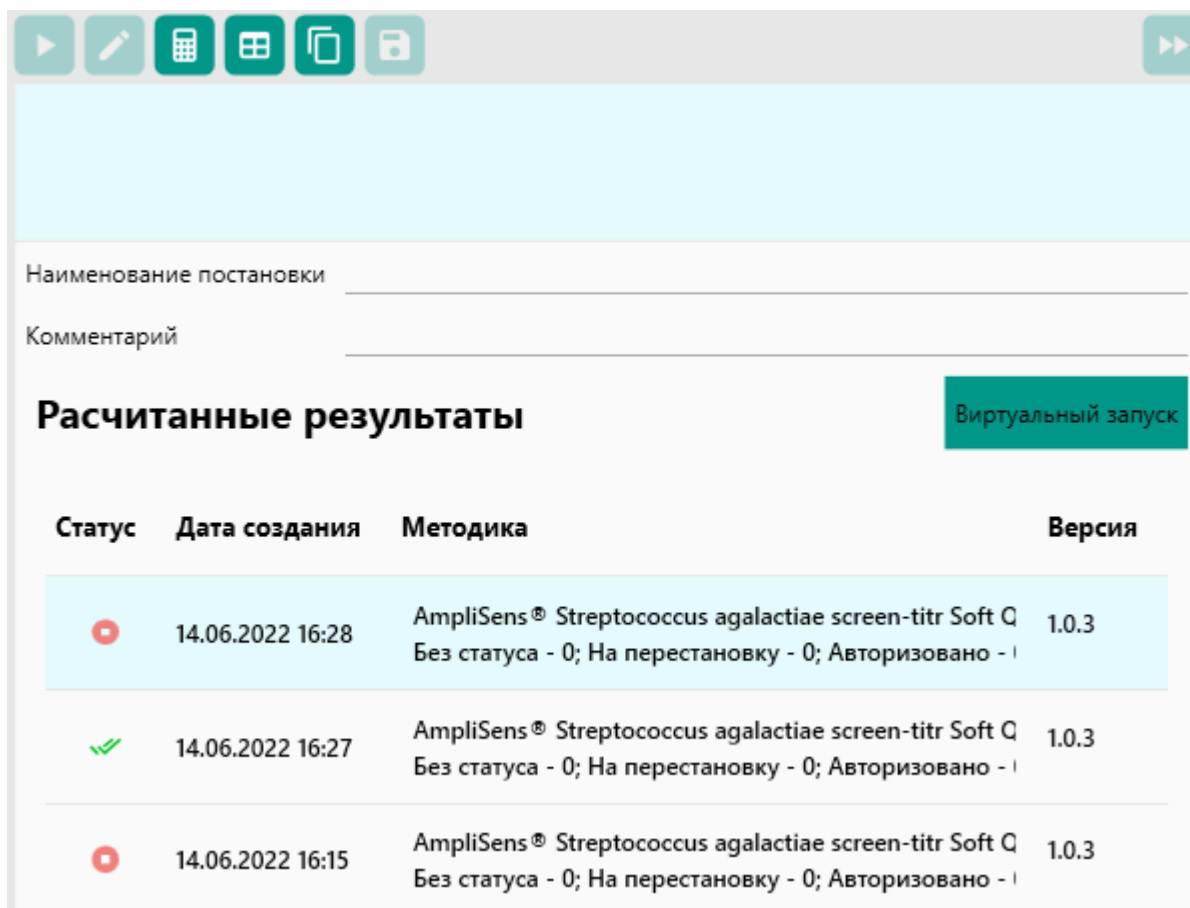 Наименование постановки
Комментарий
Расчитанные результаты
Виртуальный запуск
Статус Дата создания Методика Версия
14.06.2022 16:28 AmpliSens® Streptococcus agalactiae screen-titr Soft Q 1.0.3
Без статуса - 0; На перестановку - 0; Авторизовано -
14.06.2022 16:27 AmpliSens® Streptococcus agalactiae screen-titr Soft Q 1.0.3
Без статуса - 0; На перестановку - 0; Авторизовано -
14.06.2022 16:15 AmpliSens® Streptococcus agalactiae screen-titr Soft Q 1.0.3
Без статуса - 0; На перестановку - 0; Авторизовано -